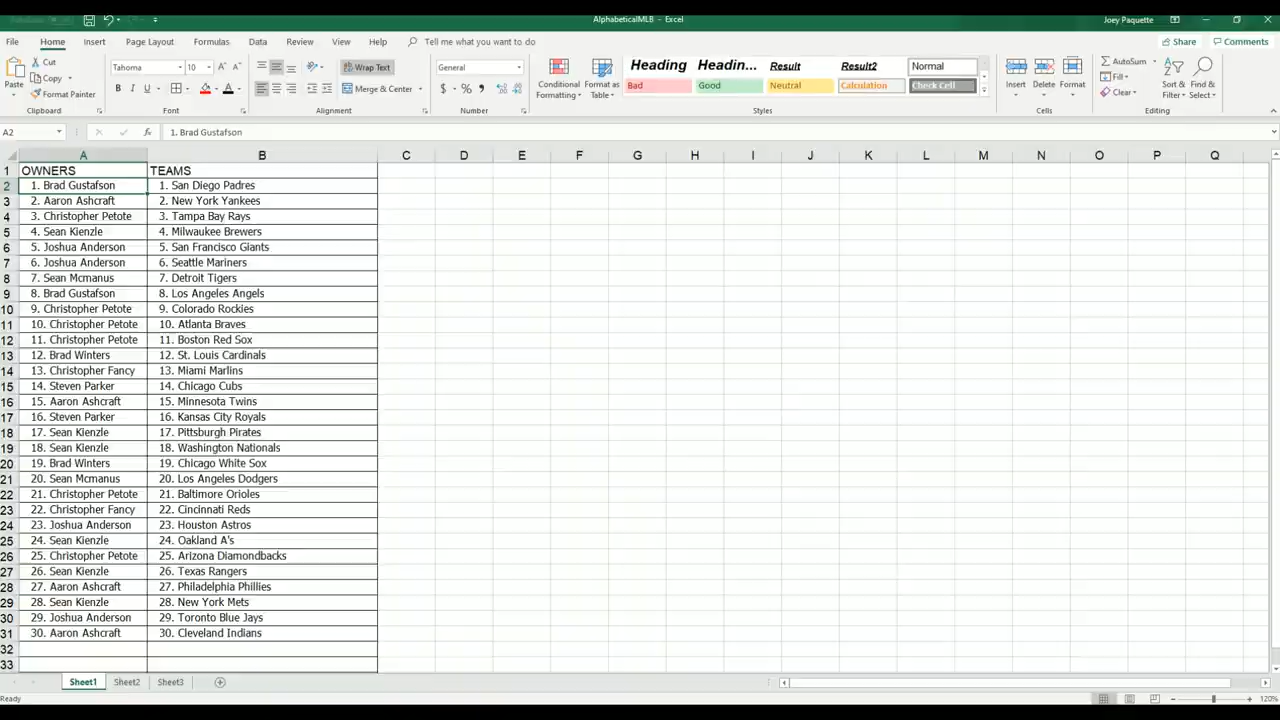 AlphabeticalMLB - Excel
Joey Paquette
File Home Insert Page Layout Formulas Data Review View Help Tell me what you want to do
Share Comments
Paste Cut Copy Format Painter Clipboard
Tahoma 10 B I U A Font
Wrap Text Merge & Center Alignment
General $ % , Number
Conditional Formatting Format as Table
Heading Headin... Result Result2 Normal
Bad Good Neutral Calculation Check Cell
Styles
Insert Delete Format Cells
AutoSum Fill Clear Sort & Filter Find & Select Editing
A2 fx 1. Brad Gustafson
A B C D E F G H I J K L M N O P Q
1 OWNERS TEAMS
2 1. Brad Gustafson 1. San Diego Padres
3 2. Aaron Ashcraft 2. New York Yankees
4 3. Christopher Petote 3. Tampa Bay Rays
5 4. Sean Kienzle 4. Milwaukee Brewers
6 5. Joshua Anderson 5. San Francisco Giants
7 6. Joshua Anderson 6. Seattle Mariners
8 7. Sean Mcmanus 7. Detroit Tigers
9 8. Brad Gustafson 8. Los Angeles Angels
10 9. Christopher Petote 9. Colorado Rockies
11 10. Christopher Petote 10. Atlanta Braves
12 11. Christopher Petote 11. Boston Red Sox
13 12. Brad Winters 12. St. Louis Cardinals
14 13. Christopher Fancy 13. Miami Marlins
15 14. Steven Parker 14. Chicago Cubs
16 15. Aaron Ashcraft 15. Minnesota Twins
17 16. Steven Parker 16. Kansas City Royals
18 17. Sean Kienzle 17. Pittsburgh Pirates
19 18. Sean Kienzle 18. Washington Nationals
20 19. Brad Winters 19. Chicago White Sox
21 20. Sean Mcmanus 20. Los Angeles Dodgers
22 21. Christopher Petote 21. Baltimore Orioles
23 22. Christopher Fancy 22. Cincinnati Reds
24 23. Joshua Anderson 23. Houston Astros
25 24. Sean Kienzle 24. Oakland A's
26 25. Christopher Petote 25. Arizona Diamondbacks
27 26. Sean Kienzle 26. Texas Rangers
28 27. Aaron Ashcraft 27. Philadelphia Phillies
29 28. Sean Kienzle 28. New York Mets
30 29. Joshua Anderson 29. Toronto Blue Jays
31 30. Aaron Ashcraft 30. Cleveland Indians
32
33
Sheet1 Sheet2 Sheet3
Ready
120%